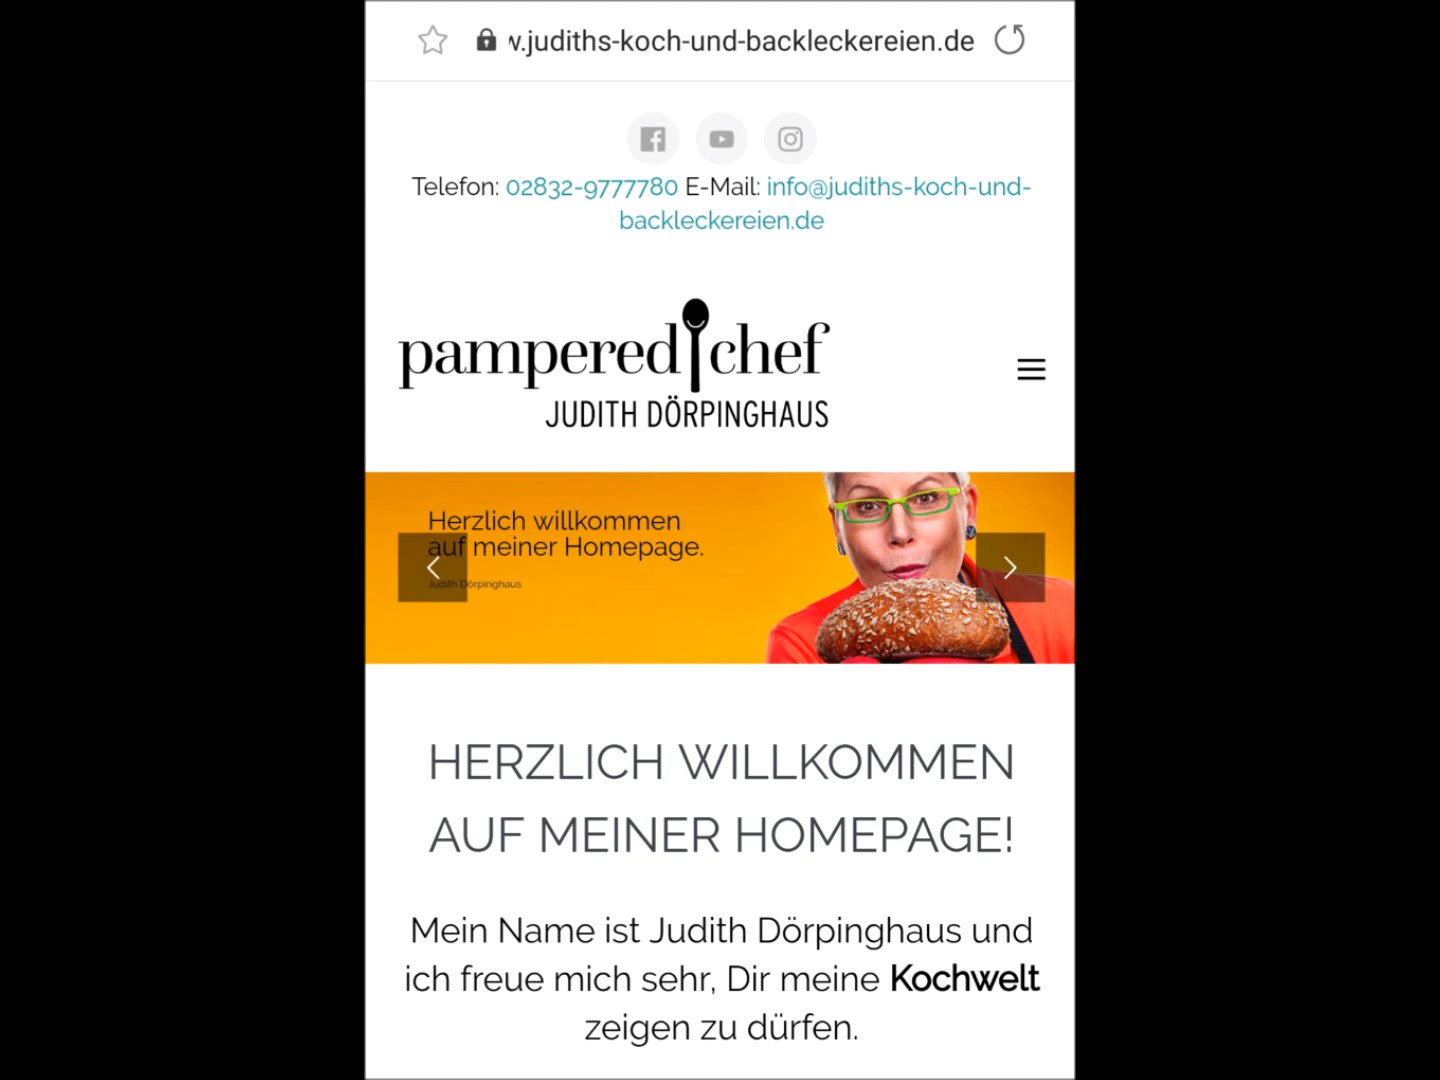 w.judiths-koch-und-backleckereien.de
Telefon: 02832-9777780 E-Mail: info@judiths-koch-und-
backleckereien.de
pampered chef
JUDITH DÖRPINGHAUS
Herzlich willkommen
auf meiner Homepage.
Judith Dörpinghaus
HERZLICH WILLKOMMEN
AUF MEINER HOMEPAGE!
Mein Name ist Judith Dörpinghaus und
ich freue mich sehr, Dir meine Kochwelt
zeigen zu dürfen.